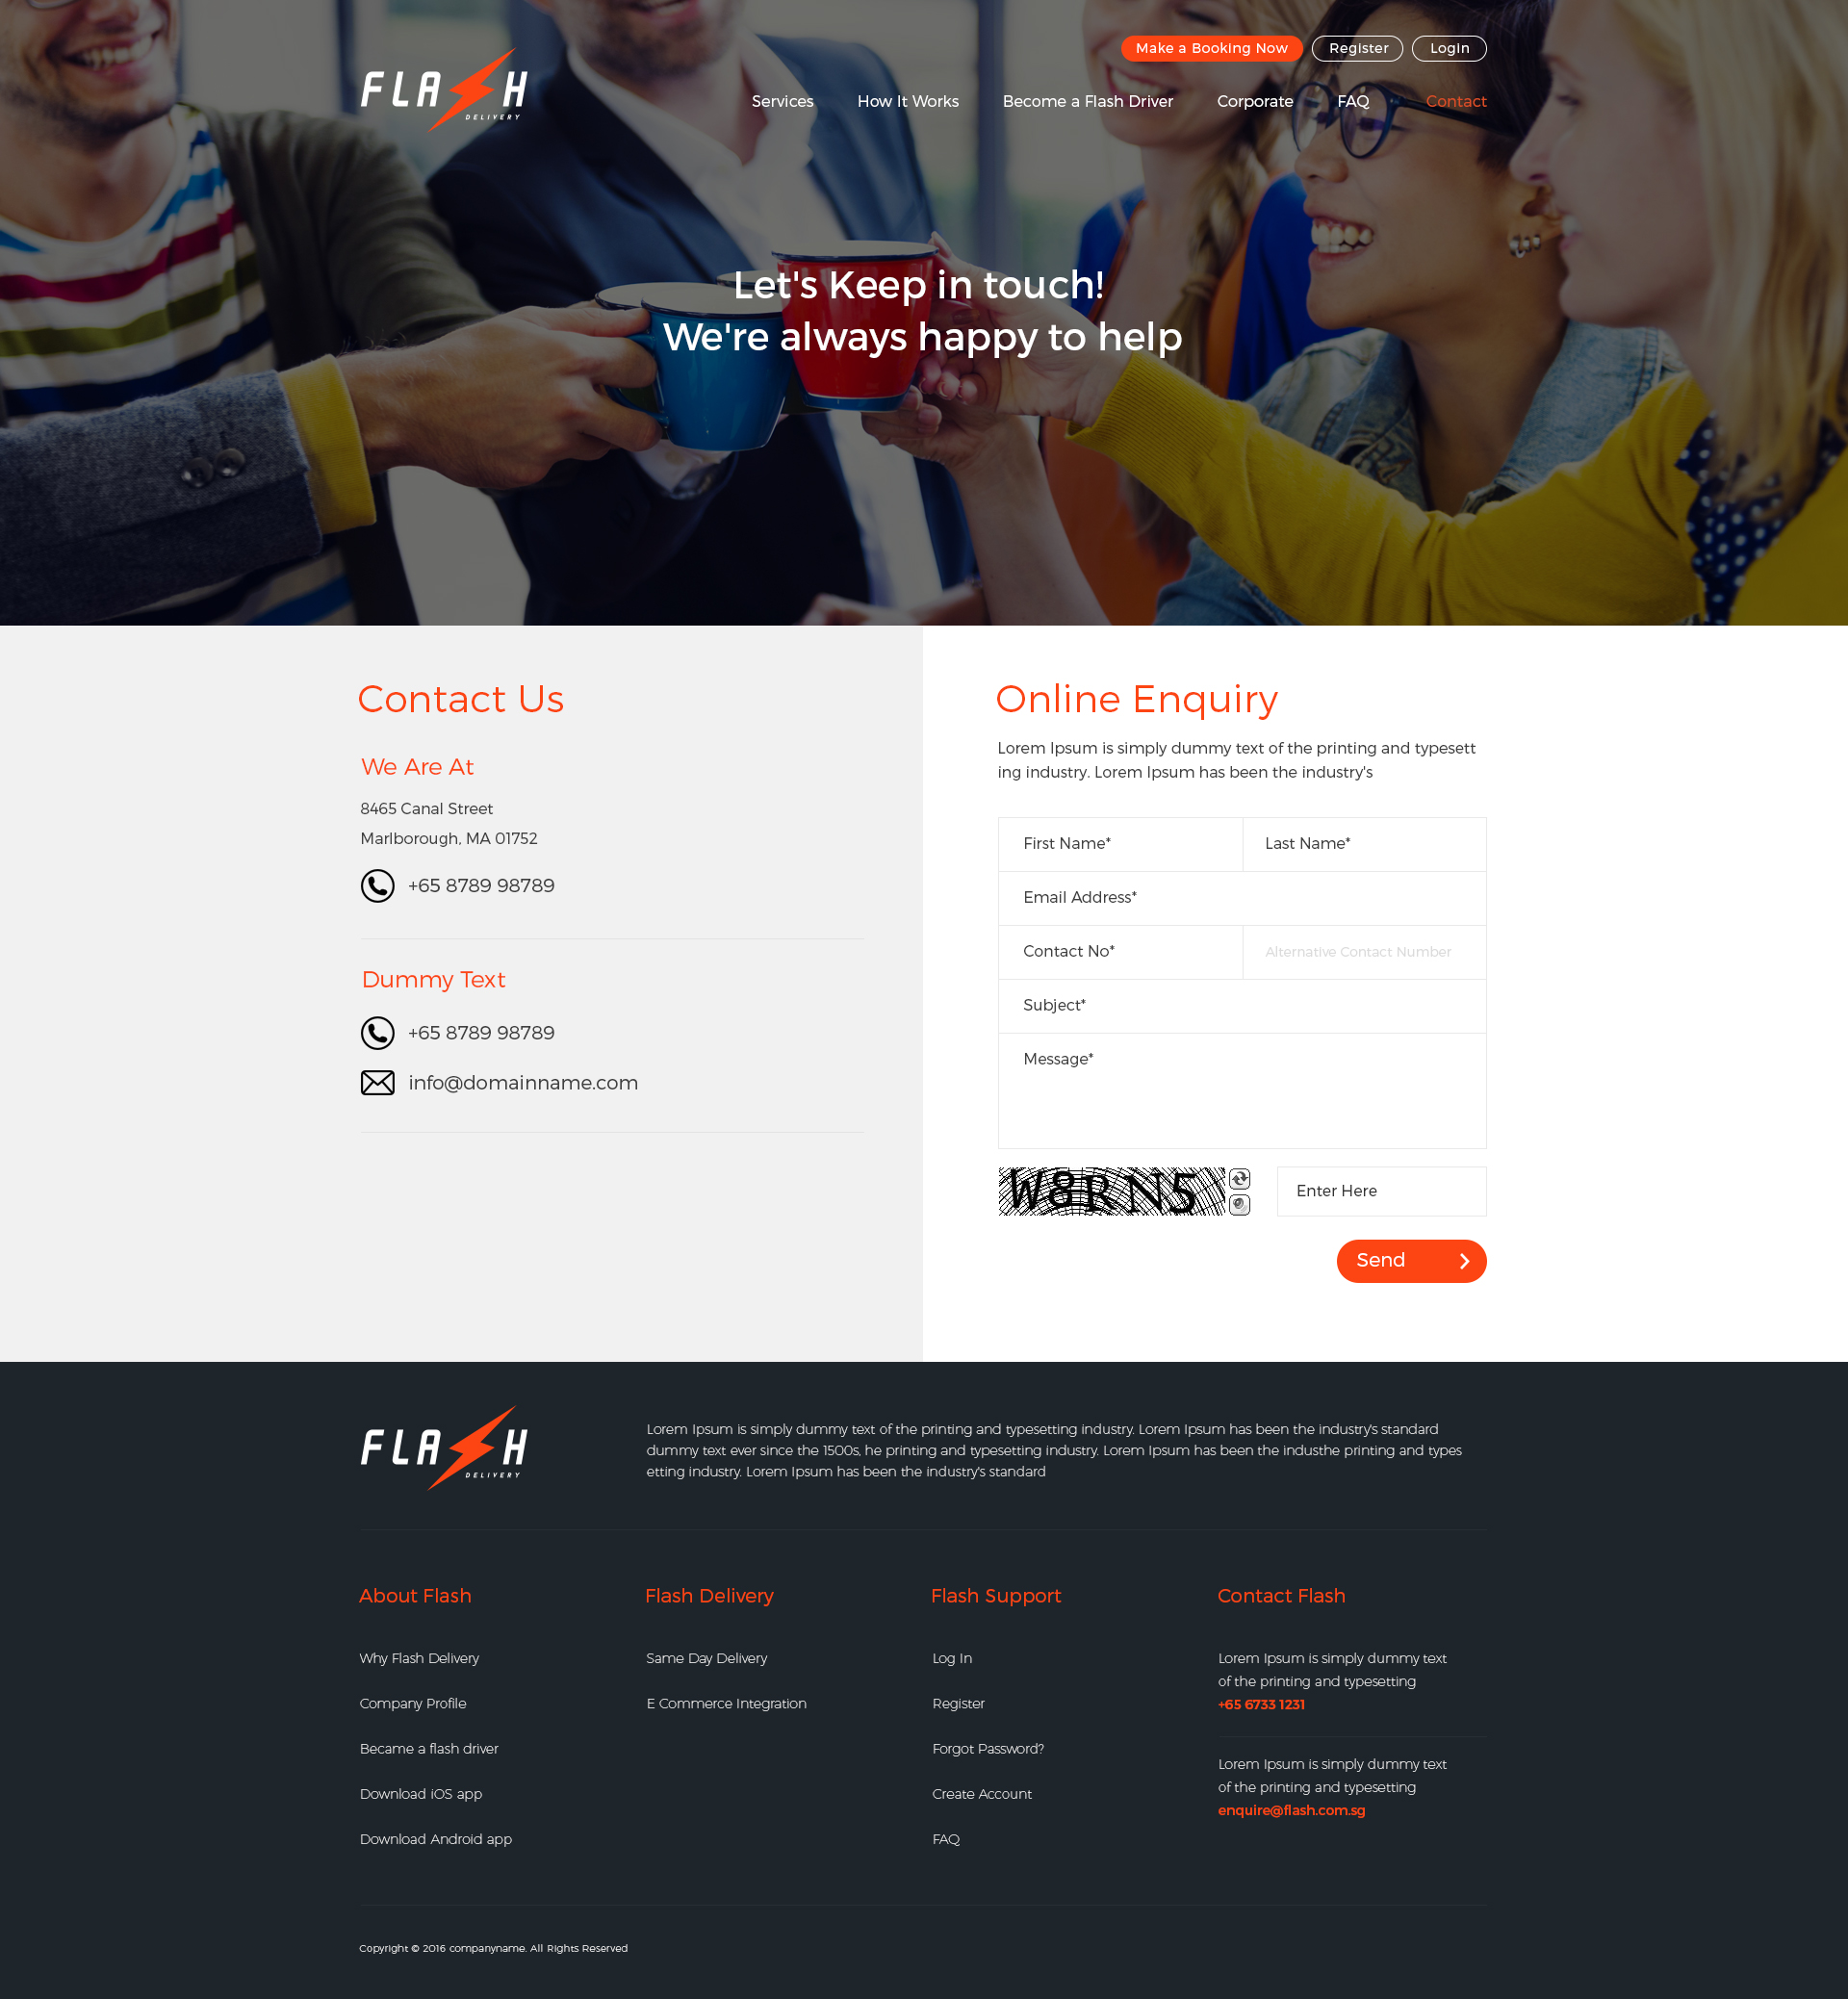 Make a Booking Now
Register
Login
FLASH
DELIVERY
Services
How It Works
Become a Flash Driver
Corporate
FAQ
Contact
Let's Keep in touch!
We're always happy to help
Contact Us
We Are At
8465 Canal Street
Marlborough, MA 01752
+65 8789 98789
Dummy Text
+65 8789 98789
info@domainname.com
Online Enquiry
Lorem Ipsum is simply dummy text of the printing and typesett
ing industry. Lorem Ipsum has been the industry's
First Name*
Last Name*
Email Address*
Contact No*
Alternative Contact Number
Subject*
Message*
W8RN5
Enter Here
Send
FLASH
DELIVERY
Lorem Ipsum is simply dummy text of the printing and typesetting industry. Lorem Ipsum has been the industry's standard
dummy text ever since the 1500s, he printing and typesetting industry. Lorem Ipsum has been the industhe printing and types
etting industry. Lorem Ipsum has been the industry's standard
About Flash
Why Flash Delivery
Company Profile
Became a flash driver
Download iOS app
Download Android app
Flash Delivery
Same Day Delivery
E Commerce Integration
Flash Support
Log In
Register
Forgot Password?
Create Account
FAQ
Contact Flash
Lorem Ipsum is simply dummy text
of the printing and typesetting
+65 6733 1231
Lorem Ipsum is simply dummy text
of the printing and typesetting
enquire@flash.com.sg
Copyright © 2016 companyname. All Rights Reserved